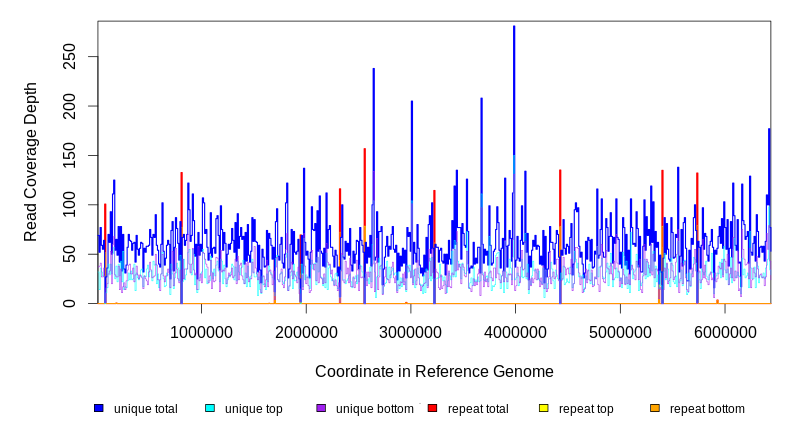 Read Coverage Depth
250
200
150
100
50
0
1000000 2000000 3000000 4000000 5000000 6000000
Coordinate in Reference Genome
unique total unique top unique bottom repeat total repeat top repeat bottom